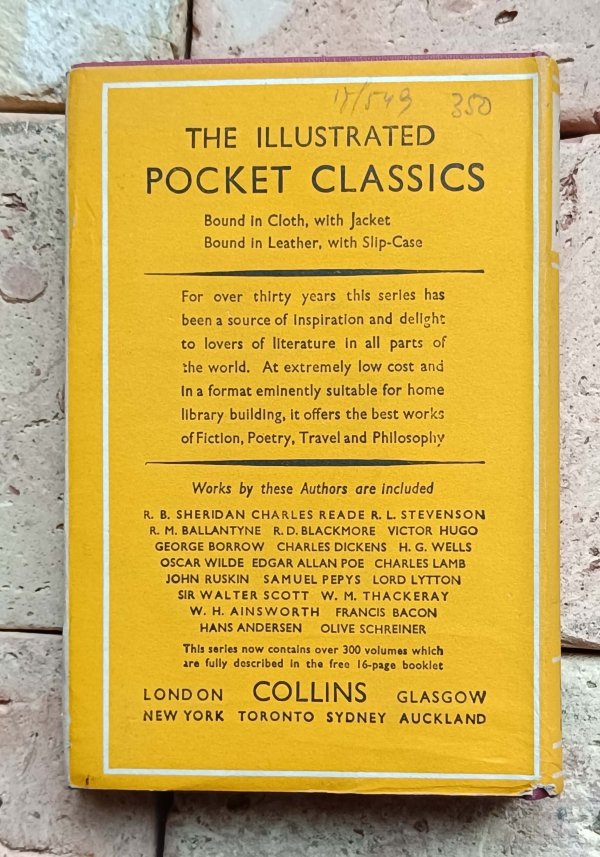 350
THE ILLUSTRATED
POCKET CLASSICS
Bound in Cloth, with Jacket
Bound in Leather, with Slip-Case
For over thirty years this series has
been a source of inspiration and delight
to lovers of literature in all parts of
the world. At extremely low cost and
in a format eminently suitable for home
library building, it offers the best works
of Fiction, Poetry, Travel and Philosophy
Works by these Authors are included
R. B. SHERIDAN CHARLES READE R. L. STEVENSON
R. M. BALLANTYNE R. D. BLACKMORE VICTOR HUGO
GEORGE BORROW CHARLES DICKENS H. G. WELLS
OSCAR WILDE EDGAR ALLAN POE CHARLES LAMB
JOHN RUSKIN SAMUEL PEPYS LORD LYTTON
SIR WALTER SCOTT W. M. THACKERAY
W. H. AINSWORTH FRANCIS BACON
HANS ANDERSEN OLIVE SCHREINER
This series now contains over 300 volumes which
are fully described in the free 16-page booklet
LONDON COLLINS GLASGOW
NEW YORK TORONTO SYDNEY AUCKLAND